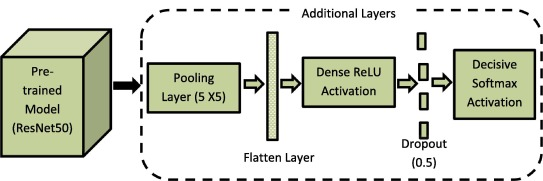 Additional Layers
Pre-
trained
Model
(ResNet50)
Pooling
Layer (5 X5)
Flatten Layer
Dense ReLU
Activation
Dropout
(0.5)
Decisive
Softmax
Activation